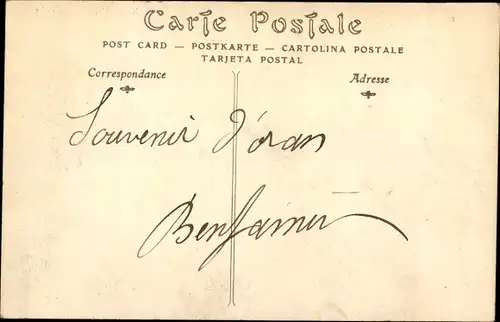 Carte Postale
POST CARD — POSTKARTE — CARTOLINA POSTALE
TARJETA POSTAL
Correspondance Adresse
Souvenir d'oran
Benjamin